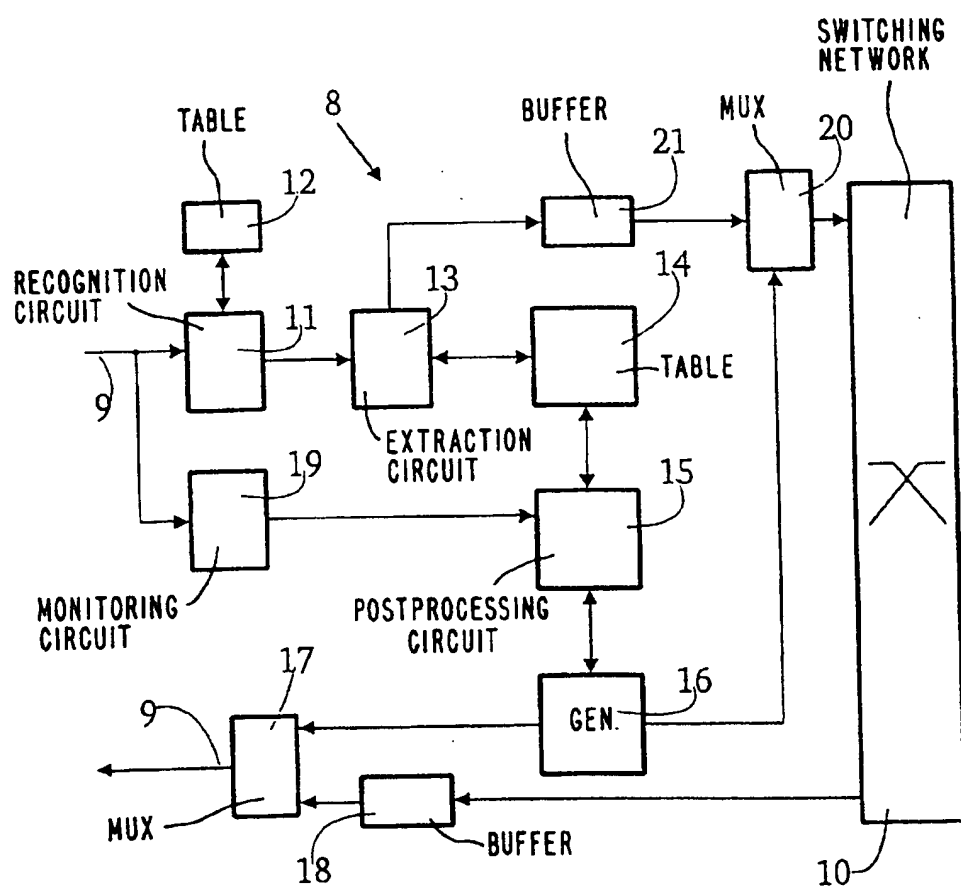 SWITCHING
NETWORK
8
TABLE
BUFFER
MUX
21
20
12
RECOGNITION
CIRCUIT
13
14
11
TABLE
9
EXTRACTION
CIRCUIT
19
15
MONITORING
CIRCUIT
POSTPROCESSING
CIRCUIT
17
16
GEN.
9
MUX
18
BUFFER
10